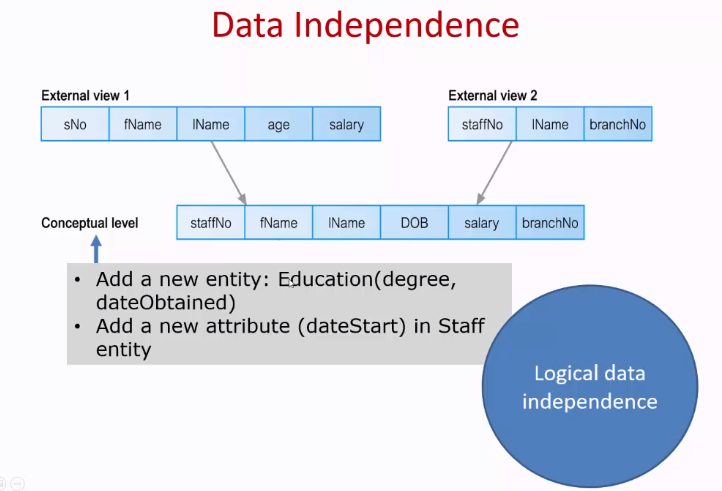 Data Independence
External view 1
External view 2
sNo fName lName age salary
staffNo lName branchNo
Conceptual level
staffNo fName lName DOB salary branchNo
• Add a new entity: Education(degree,
dateObtained)
• Add a new attribute (dateStart) in Staff
entity
Logical data
independence